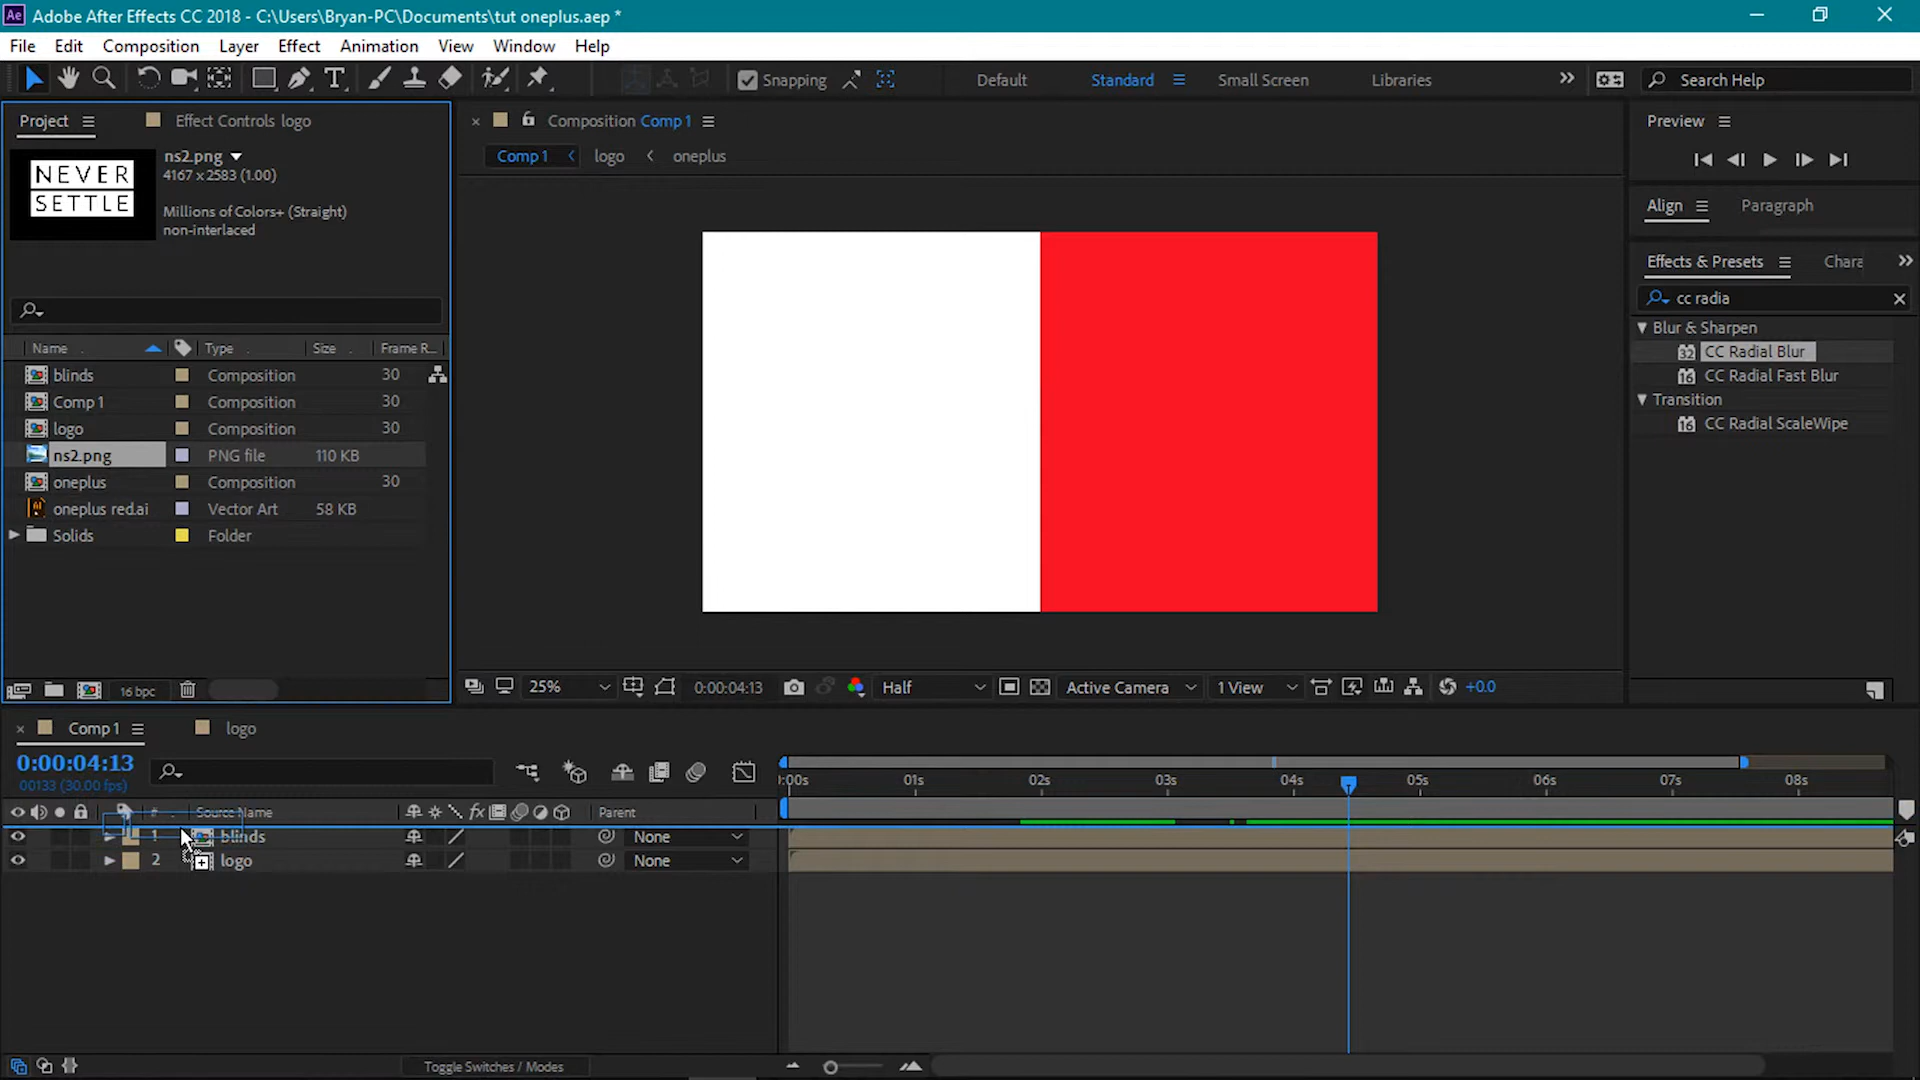 Adobe After Effects CC 2018 - C:\Users\Bryan-PC\Documents\tut oneplus.aep *
File Edit Composition Layer Effect Animation View Window Help
Snapping Default Standard Small Screen Libraries Search Help
Project Effect Controls logo
Composition Comp 1
Preview
NEVER
SETTLE
ns2.png
4167 x 2583 (1.00)
Millions of Colors+ (Straight)
non-interlaced
Comp 1 logo oneplus
Align Paragraph
Effects & Presets Chara
cc radia
Blur & Sharpen
32 CC Radial Blur
16 CC Radial Fast Blur
Transition
16 CC Radial ScaleWipe
Name Type Size Frame R...
blinds Composition 30
Comp 1 Composition 30
logo Composition 30
ns2.png PNG file 110 KB
oneplus Composition 30
oneplus red.ai Vector Art 58 KB
Solids Folder
16 bpc
25% 0:00:04:13 Half Active Camera 1 View +0.0
Comp 1 logo
0:00:04:13
00133 (30.00 fps)
:00s 01s 02s 03s 04s 05s 06s 07s 08s
# Source Name Parent
1 blinds None
2 logo None
Toggle Switches / Modes